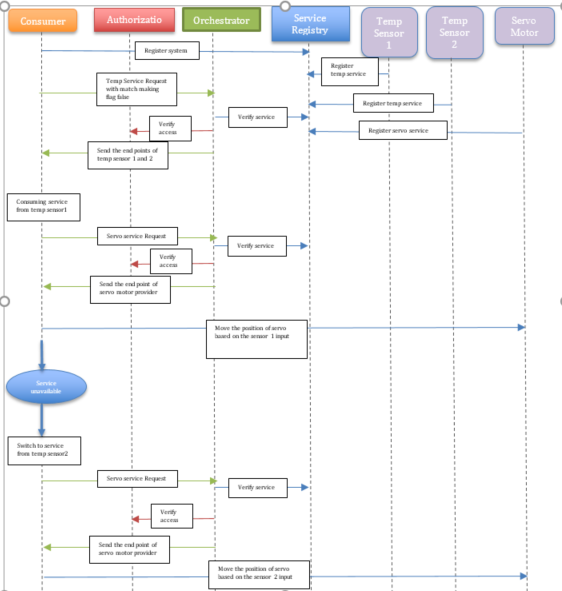 Consumer
Authorizatio
Orchestrator
Service
Registry
Temp
Sensor
1
Temp
Sensor
2
Servo
Motor
Register system
Register
temp service
Temp Service Request
with match making
flag false
Register temp service
Verify service
Verify
access
Register servo service
Send the end points of
temp sensor 1 and 2
Consuming service
from temp sensor1
Servo service Request
Verify service
Verify
access
Send the end point of
servo motor provider
Move the position of servo
based on the sensor 1 input
Service
unavailable
Switch to service
from temp sensor2
Servo service Request
Verify service
Verify
access
Send the end point of
servo motor provider
Move the position of servo
based on the sensor 2 input